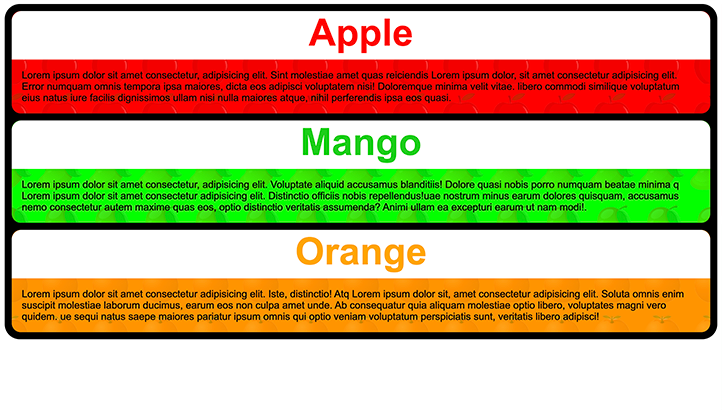 Apple
Lorem ipsum dolor sit amet consectetur, adipisicing elit. Sint molestiae amet quas reiciendis Lorem ipsum dolor, sit amet consectetur adipisicing elit.
Error numquam omnis tempora ipsa maiores, dicta eos adipisci voluptatem nisi! Doloremque minima velit vitae. libero commodi similique voluptatum
eius natus iure facilis dignissimos ullam nisi nulla maiores atque, nihil perferendis ipsa eos quasi.
Mango
Lorem ipsum dolor sit amet consectetur, adipisicing elit. Voluptate aliquid accusamus blanditiis! Dolore quasi nobis porro numquam beatae minima q
Lorem ipsum dolor sit amet consectetur adipisicing elit. Distinctio officiis nobis repellendus!uae nostrum minus earum dolores quisquam, accusamus
nemo consectetur autem maxime quas eos, optio distinctio veritatis assumenda? Animi ullam ea excepturi earum ut nam modi!.
Orange
Lorem ipsum dolor sit amet consectetur adipisicing elit. Iste, distinctio! Atq Lorem ipsum dolor sit, amet consectetur adipisicing elit. Soluta omnis enim
suscipit molestiae laborum ducimus, earum eos non culpa amet unde. Ab consequatur quia aliquam molestiae optio libero, voluptates magni vero
quidem. ue sequi natus saepe maiores pariatur ipsum omnis qui optio veniam voluptatum perspiciatis sunt, veritatis libero adipisci!